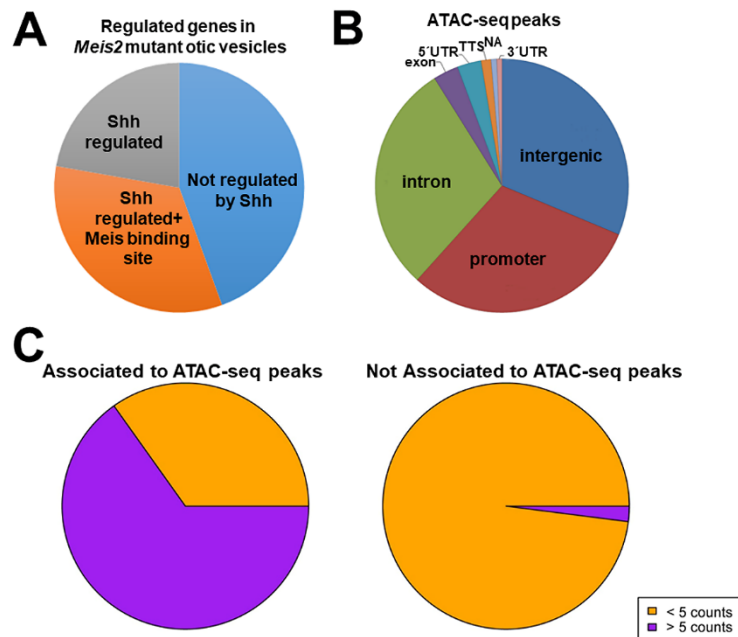 A
Regulated genes in
Meis2 mutant otic vesicles
Shh
regulated
Not regulated
by Shh
Shh
regulated+
Meis binding
site
B
ATAC-seqpeaks
exon
5´UTR
TTS
NA
3´UTR
intergenic
intron
promoter
C
Associated to ATAC-seq peaks
Not Associated to ATAC-seq peaks
< 5 counts
> 5 counts